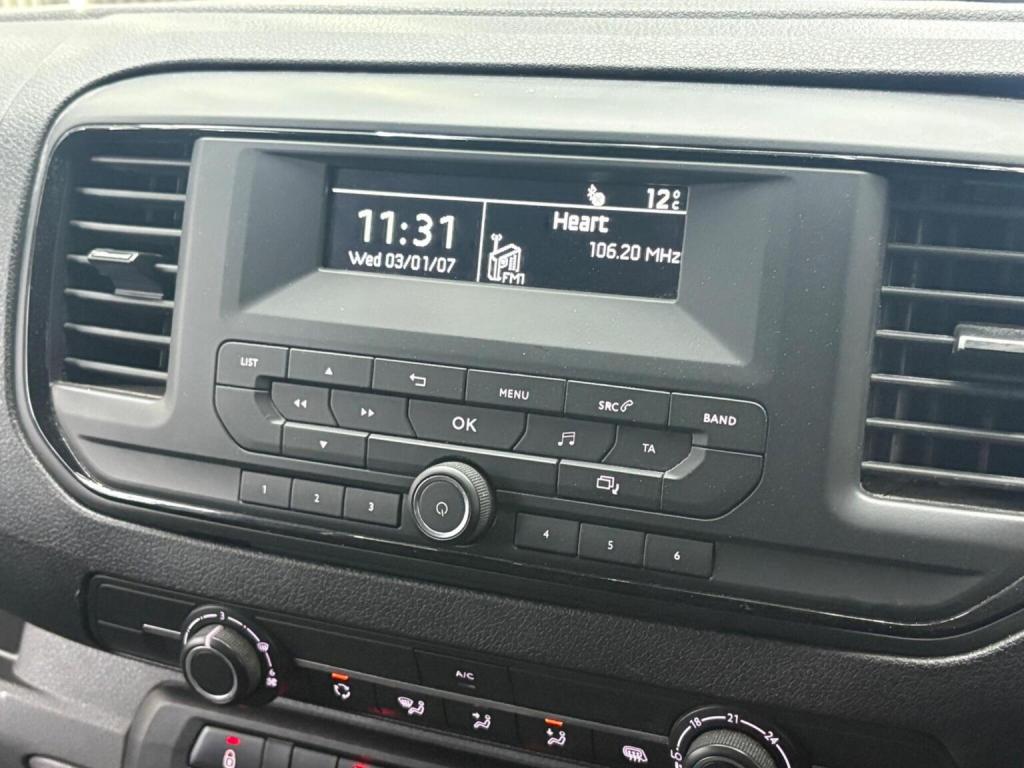 12°C
11:31
Heart
106.20 MHz
Wed 03/01/07
FM1
LIST
MENU
SRC
BAND
OK
TA
1
2
3
4
5
6
3
6
A/C
18
21
24